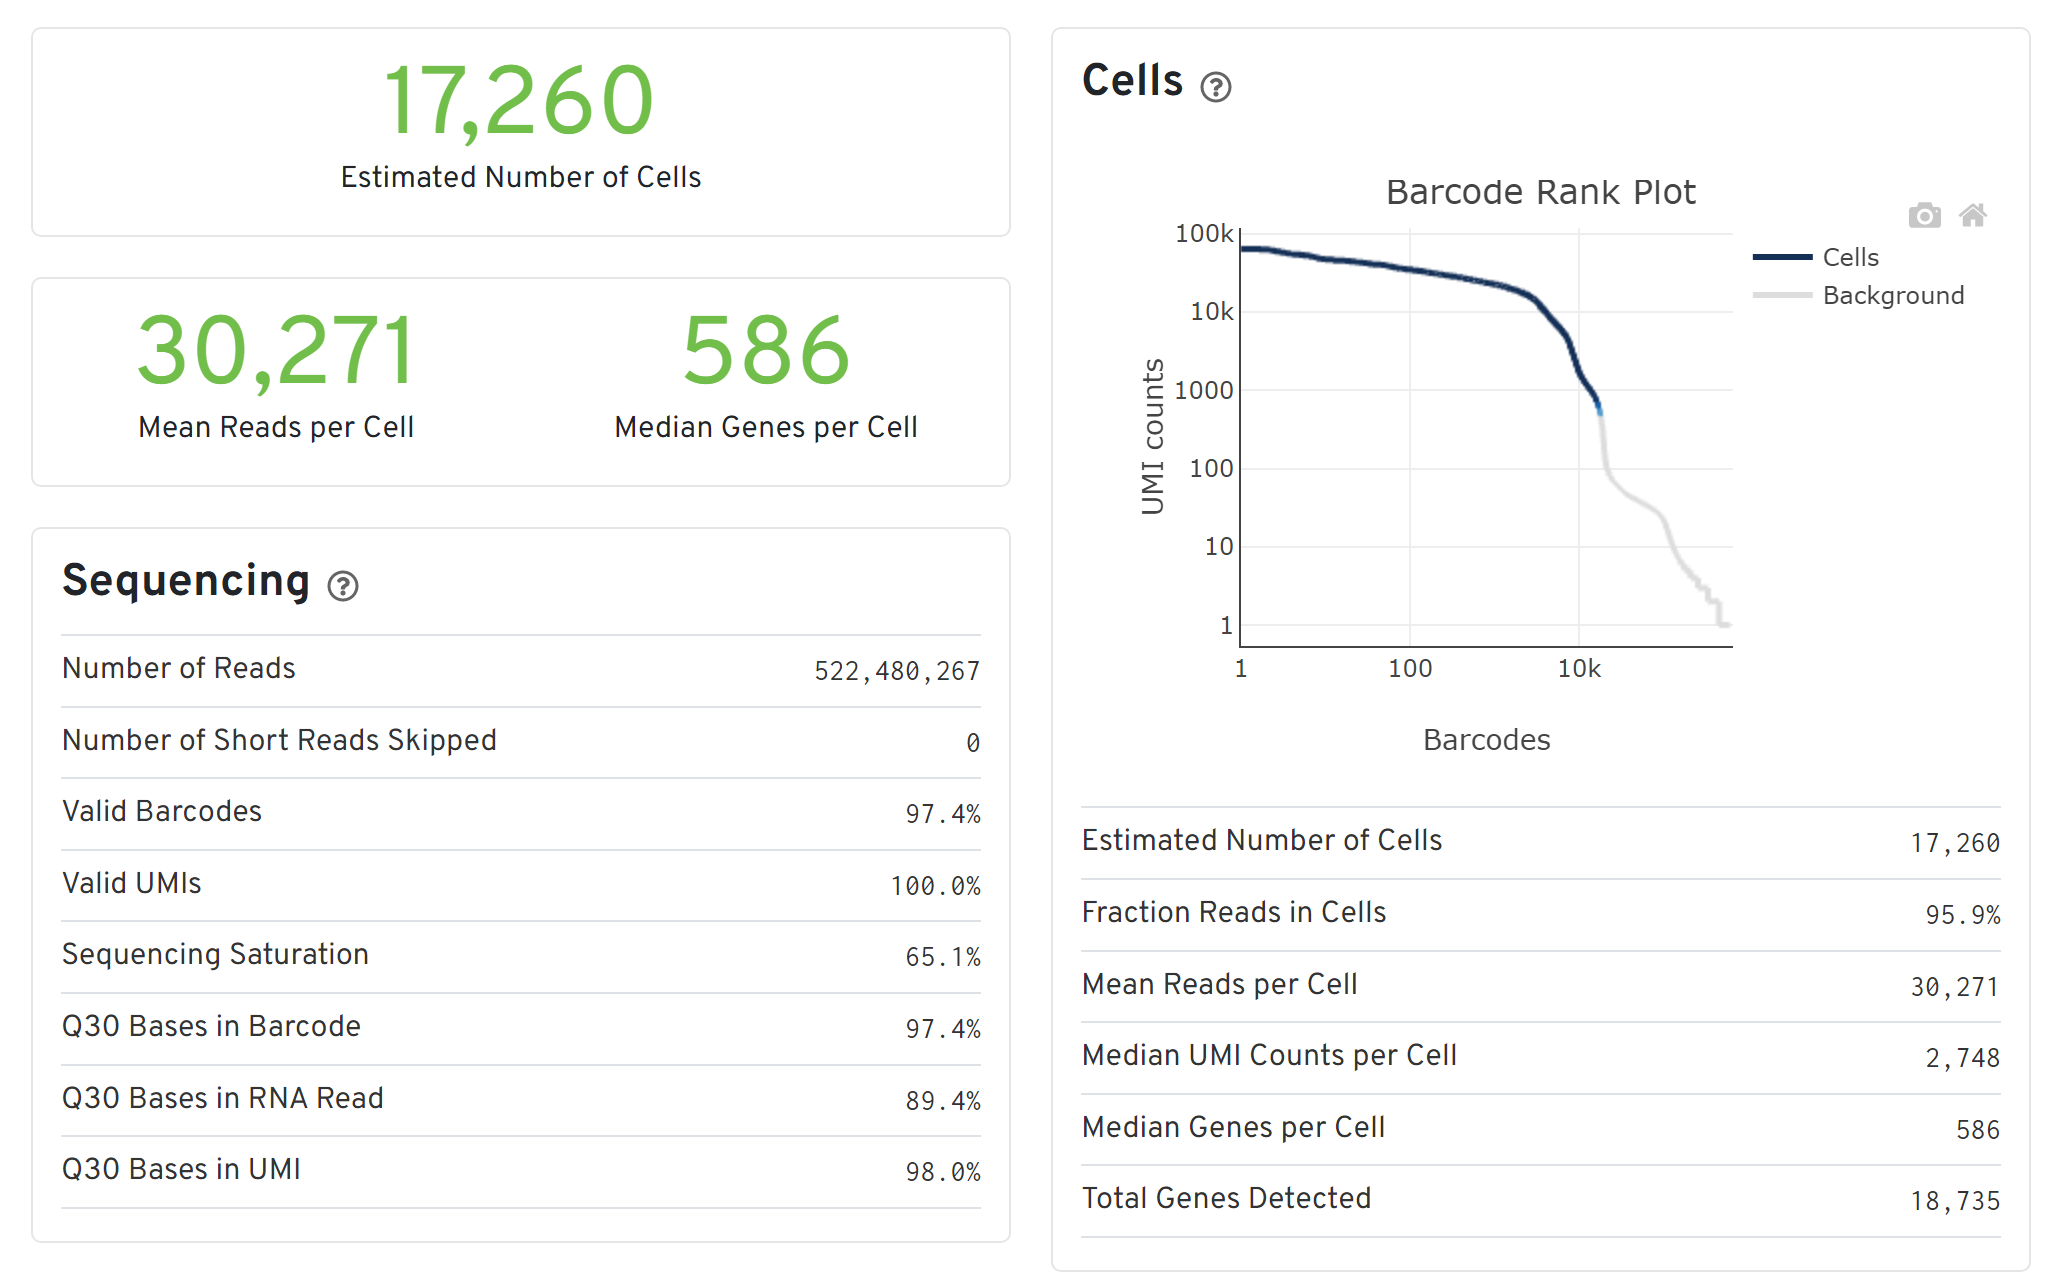 17,260
Estimated Number of Cells
30,271
Mean Reads per Cell
586
Median Genes per Cell
Sequencing ?
Number of Reads 522,480,267
Number of Short Reads Skipped 0
Valid Barcodes 97.4%
Valid UMIs 100.0%
Sequencing Saturation 65.1%
Q30 Bases in Barcode 97.4%
Q30 Bases in RNA Read 89.4%
Q30 Bases in UMI 98.0%
Cells ?
Barcode Rank Plot
Cells
Background
UMI counts
100k
10k
1000
100
10
1
1 100 10k
Barcodes
Estimated Number of Cells 17,260
Fraction Reads in Cells 95.9%
Mean Reads per Cell 30,271
Median UMI Counts per Cell 2,748
Median Genes per Cell 586
Total Genes Detected 18,735